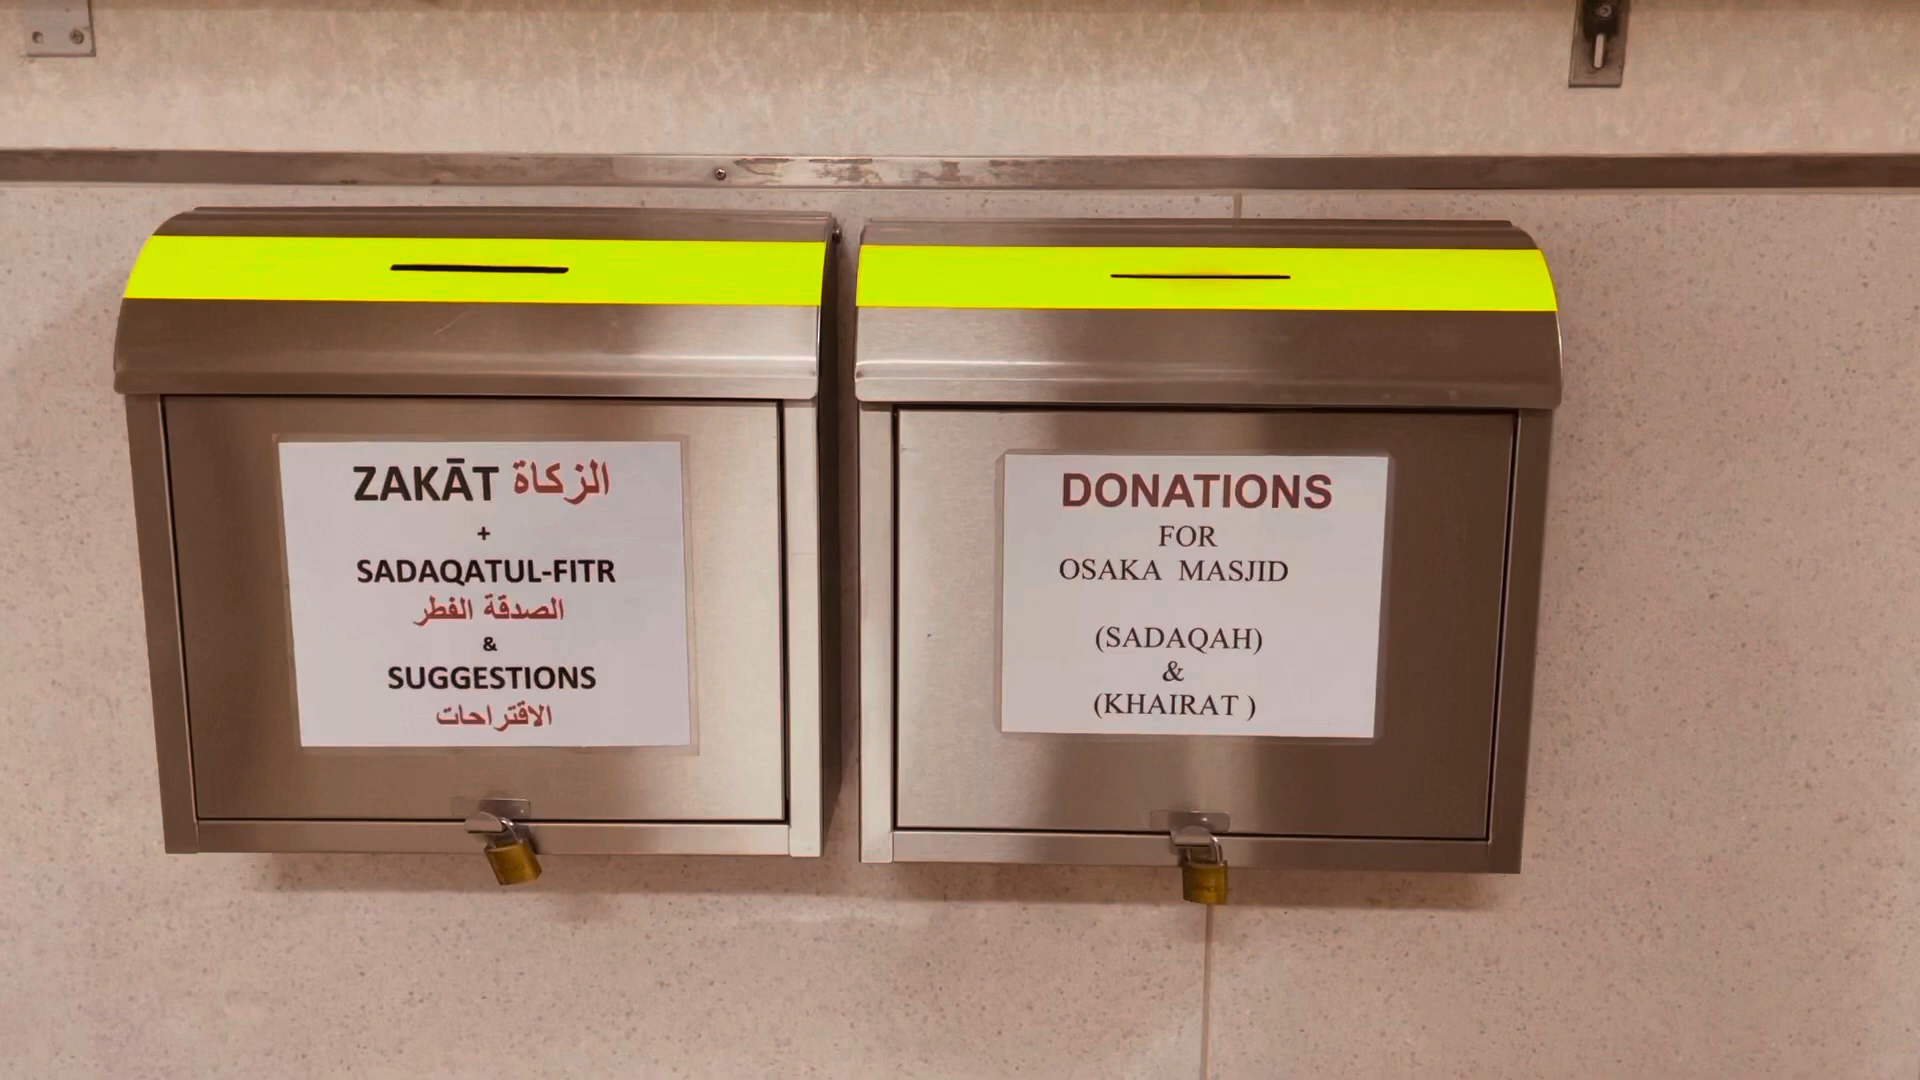 ZAKĀT الزكاة
+
SADAQATUL-FITR
الصدقة الفطر
&
SUGGESTIONS
الاقتراحات
DONATIONS
FOR
OSAKA MASJID
(SADAQAH)
&
(KHAIRAT )